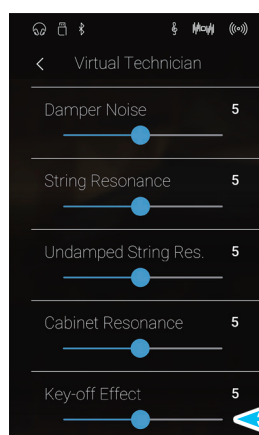 Virtual Technician
Damper Noise 5
String Resonance 5
Undamped String Res. 5
Cabinet Resonance 5
Key-off Effect 5